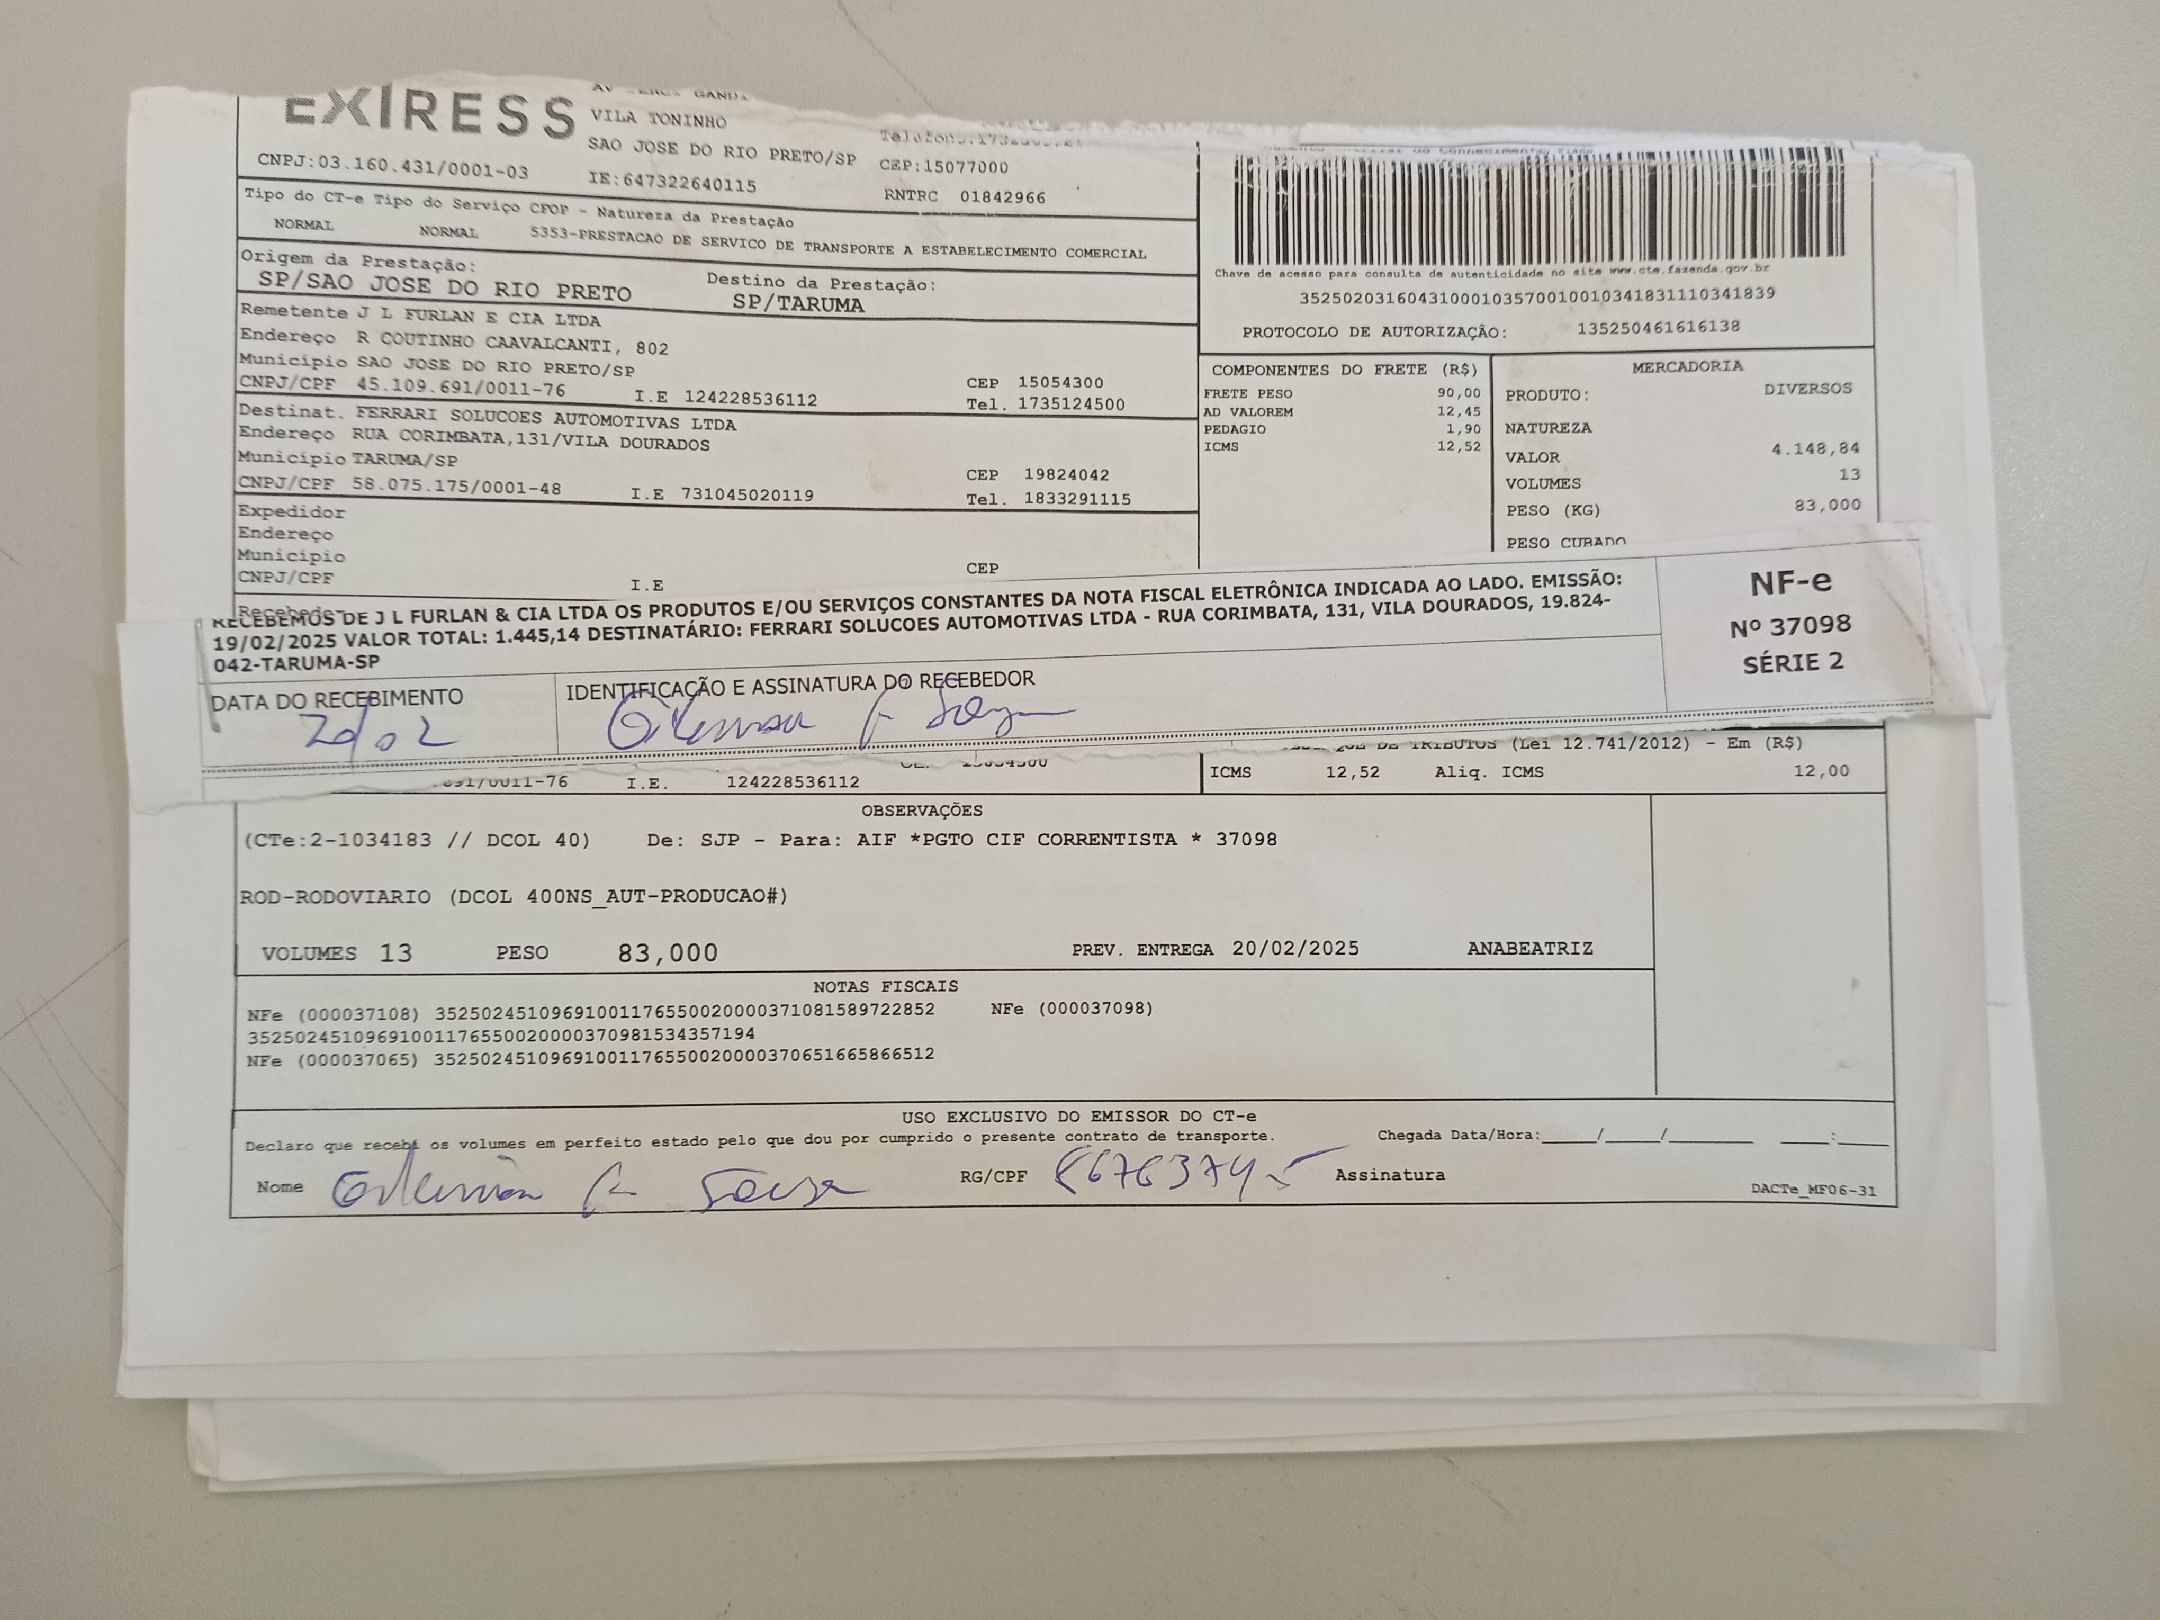 EXIRESS
VILA TONINHO
SAO JOSE DO RIO PRETO/SP CEP:15077000
CNPJ:03.160.431/0001-03 IE:647322640115 RNTRC 01842966
Tipo do CT-e Tipo do Serviço CFOP - Natureza da Prestação
NORMAL NORMAL 5353-PRESTACAO DE SERVICO DE TRANSPORTE A ESTABELECIMENTO COMERCIAL
Origem da Prestação: Destino da Prestação:
SP/SAO JOSE DO RIO PRETO SP/TARUMA
Remetente J L FURLAN E CIA LTDA
Endereço R COUTINHO CAAVALCANTI, 802
Municipio SAO JOSE DO RIO PRETO/SP CEP 15054300
CNPJ/CPF 45.109.691/0011-76 I.E 124228536112 Tel. 1735124500
Destinat. FERRARI SOLUCOES AUTOMOTIVAS LTDA
Endereço RUA CORIMBATA,131/VILA DOURADOS
Municipio TARUMA/SP CEP 19824042
CNPJ/CPF 58.075.175/0001-48 I.E 731045020119 Tel. 1833291115
Expedidor
Endereço
Municipio CEP
CNPJ/CPF I.E
Chave de acesso para consulta de autenticidade no site www.cte.fazenda.gov.br
35250203160431000103570010010341831110341839
PROTOCOLO DE AUTORIZAÇÃO: 135250461616138
COMPONENTES DO FRETE (R$)
FRETE PESO 90,00
AD VALOREM 12,45
PEDAGIO 1,90
ICMS 12,52
MERCADORIA
PRODUTO: DIVERSOS
NATUREZA
VALOR 4.148,84
VOLUMES 13
PESO (KG) 83,000
PESO CUBADO
RECEBEMOS DE J L FURLAN & CIA LTDA OS PRODUTOS E/OU SERVIÇOS CONSTANTES DA NOTA FISCAL ELETRÔNICA INDICADA AO LADO. EMISSÃO:
19/02/2025 VALOR TOTAL: 1.445,14 DESTINATÁRIO: FERRARI SOLUCOES AUTOMOTIVAS LTDA - RUA CORIMBATA, 131, VILA DOURADOS, 19.824-
042-TARUMA-SP
NF-e
Nº 37098
SÉRIE 2
DATA DO RECEBIMENTO IDENTIFICAÇÃO E ASSINATURA DO RECEBEDOR
20/02
DE TRIBUTOS (Lei 12.741/2012) - Em (R$)
691/0011-76 I.E. 124228536112 ICMS 12,52 Aliq. ICMS 12,00
OBSERVAÇÕES
(CTe:2-1034183 // DCOL 40) De: SJP - Para: AIF *PGTO CIF CORRENTISTA * 37098
ROD-RODOVIARIO (DCOL 400NS_AUT-PRODUCAO#)
VOLUMES 13 PESO 83,000 PREV. ENTREGA 20/02/2025 ANABEATRIZ
NOTAS FISCAIS
NFe (000037108) 35250245109691001176550020000371081589722852 NFe (000037098)
35250245109691001176550020000370981534357194
NFe (000037065) 35250245109691001176550020000370651665866512
USO EXCLUSIVO DO EMISSOR DO CT-e
Declaro que recebi os volumes em perfeito estado pelo que dou por cumprido o presente contrato de transporte. Chegada Data/Hora:____/____/______ ____:____
Nome RG/CPF Assinatura
DACTe_MF06-31